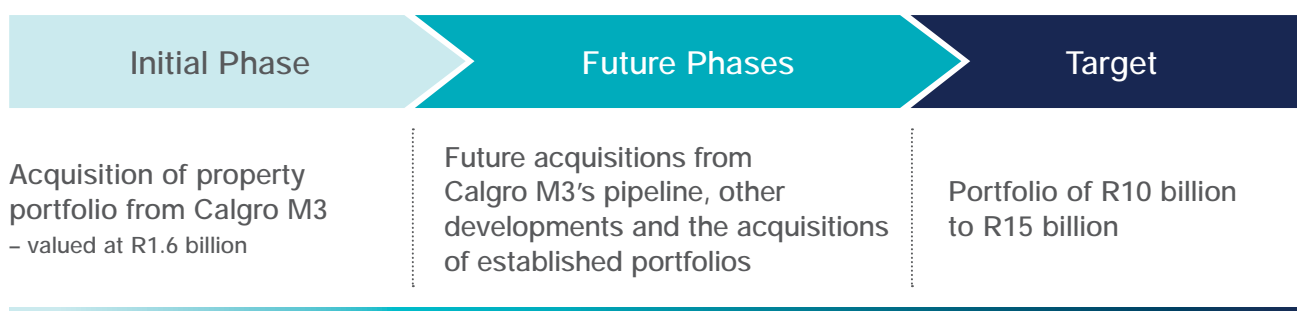 Initial Phase
Future Phases
Target
Acquisition of property
portfolio from Calgro M3
– valued at R1.6 billion
Future acquisitions from
Calgro M3’s pipeline, other
developments and the acquisitions
of established portfolios
Portfolio of R10 billion
to R15 billion